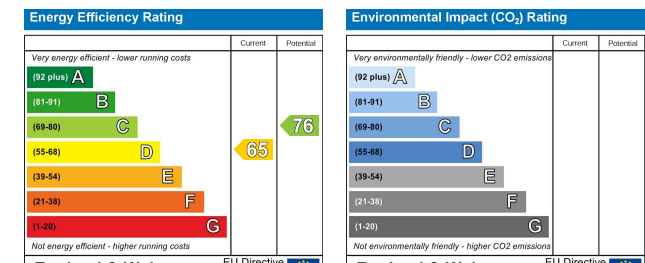 Energy Efficiency Rating
Current Potential
Very energy efficient - lower running costs
(92 plus) A
(81-91) B
(69-80) C
76
(55-68) D
65
(39-54) E
(21-38) F
(1-20) G
Not energy efficient - higher running costs
EU Directive
Environmental Impact (CO₂) Rating
Current Potential
Very environmentally friendly - lower CO2 emissions
(92 plus) A
(81-91) B
(69-80) C
(55-68) D
(39-54) E
(21-38) F
(1-20) G
Not environmentally friendly - higher CO2 emissions
EU Directive